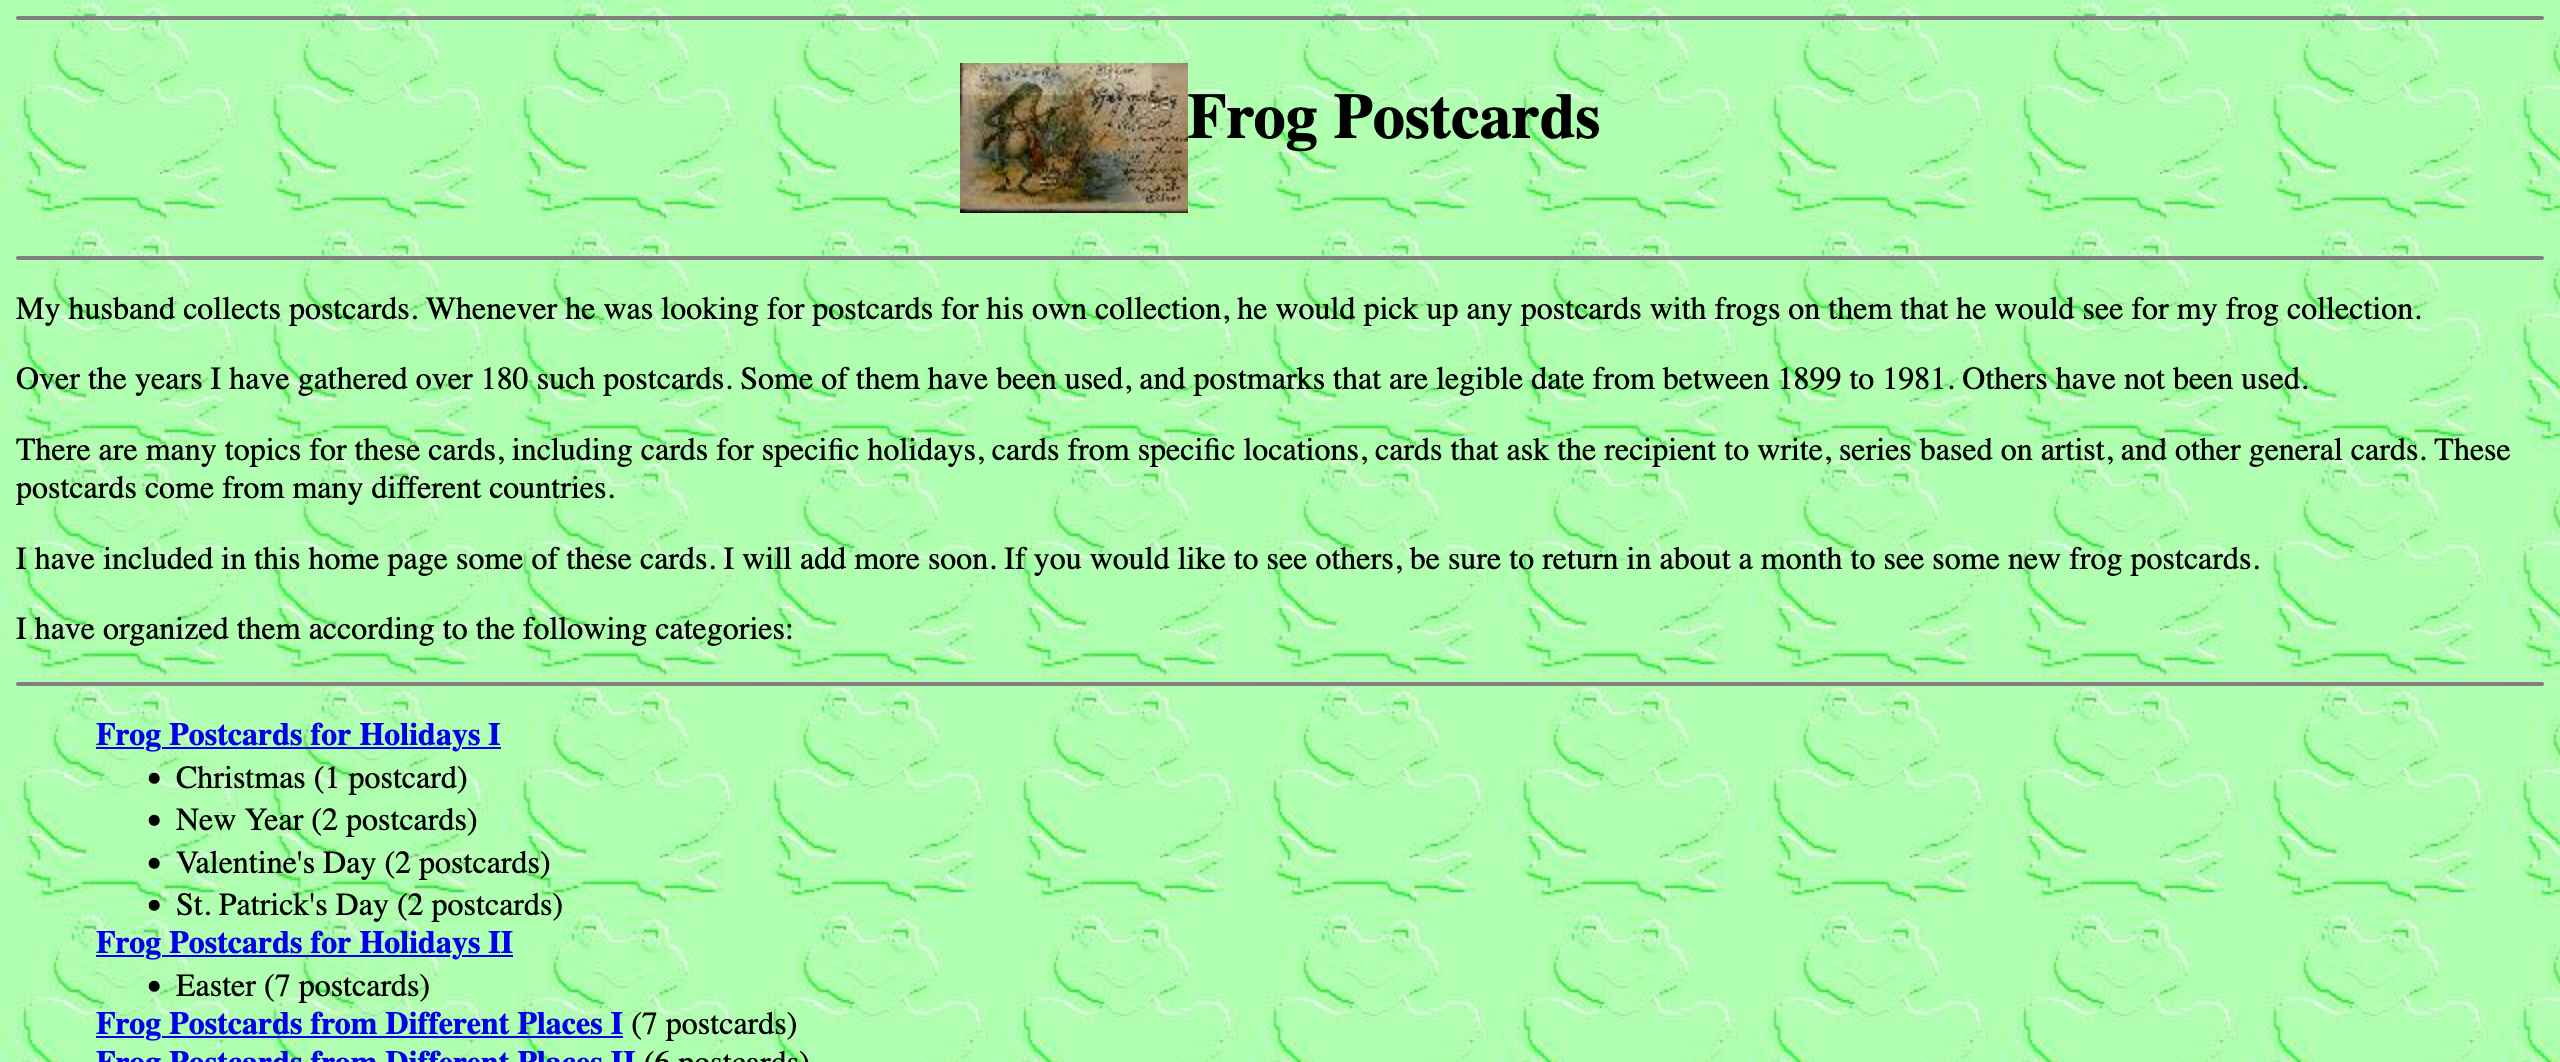 Frog Postcards
My husband collects postcards. Whenever he was looking for postcards for his own collection, he would pick up any postcards with frogs on them that he would see for my frog collection.
Over the years I have gathered over 180 such postcards. Some of them have been used, and postmarks that are legible date from between 1899 to 1981. Others have not been used.
There are many topics for these cards, including cards for specific holidays, cards from specific locations, cards that ask the recipient to write, series based on artist, and other general cards. These
postcards come from many different countries.
I have included in this home page some of these cards. I will add more soon. If you would like to see others, be sure to return in about a month to see some new frog postcards.
I have organized them according to the following categories:
Frog Postcards for Holidays I
• Christmas (1 postcard)
• New Year (2 postcards)
• Valentine's Day (2 postcards)
• St. Patrick's Day (2 postcards)
Frog Postcards for Holidays II
• Easter (7 postcards)
Frog Postcards from Different Places I (7 postcards)
Frog Postcards from Different Places II (6 postcards)